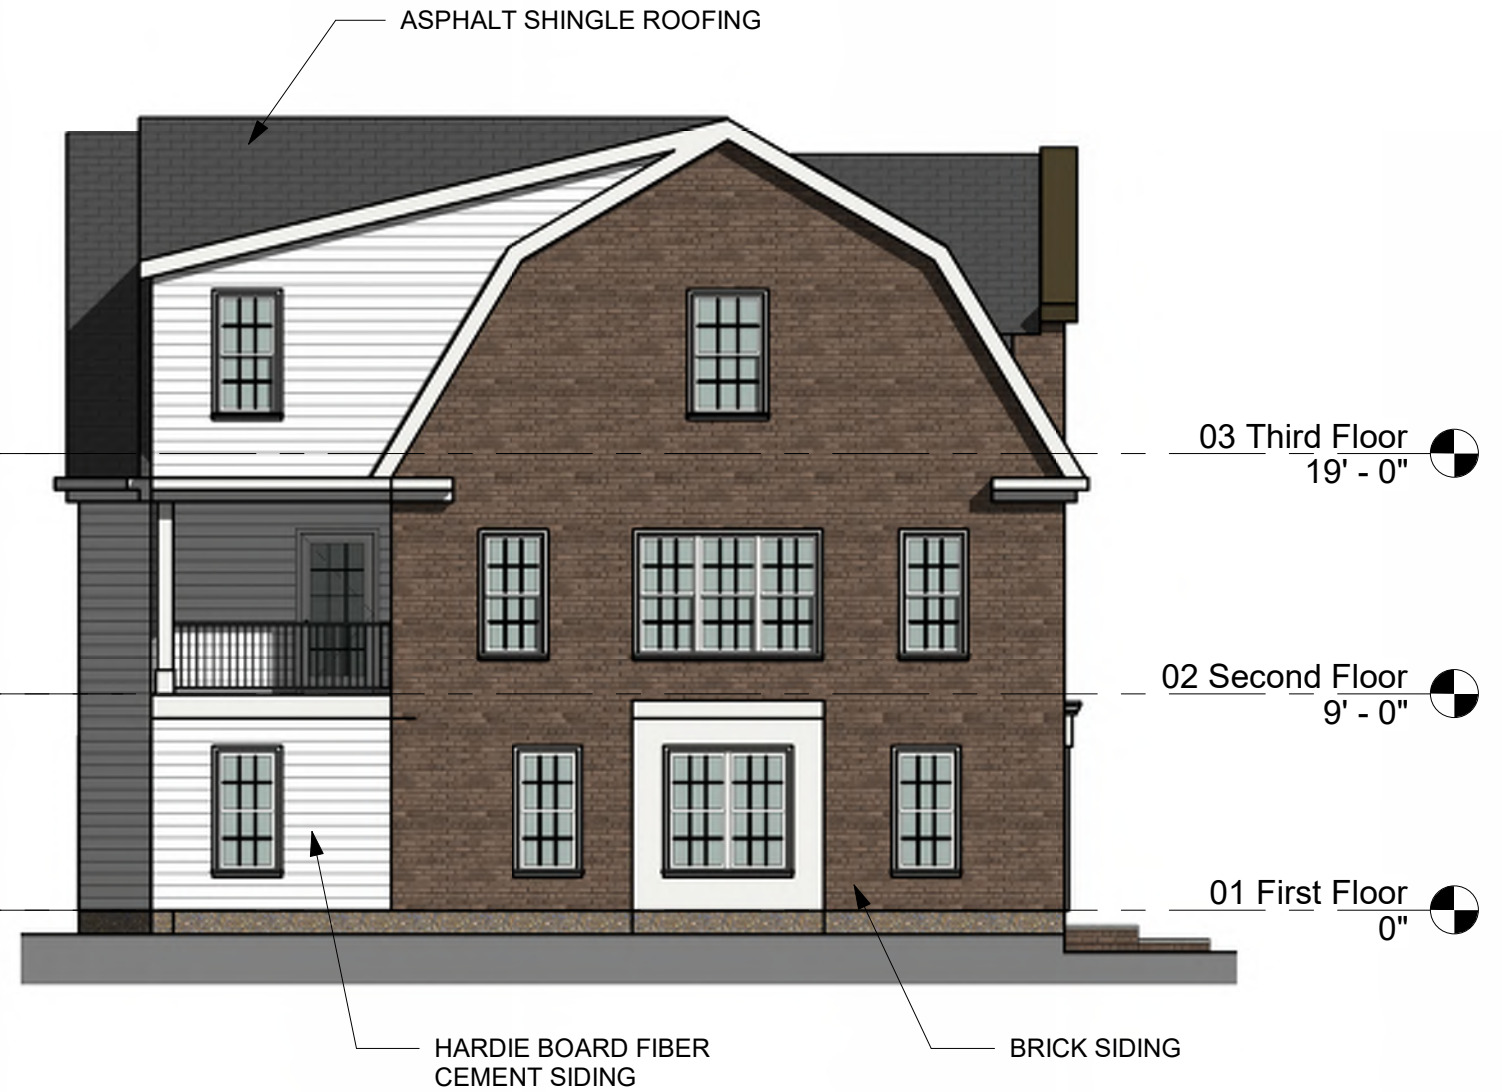 ASPHALT SHINGLE ROOFING
03 Third Floor
19' - 0"
02 Second Floor
9' - 0"
01 First Floor
0"
HARDIE BOARD FIBER
CEMENT SIDING
BRICK SIDING